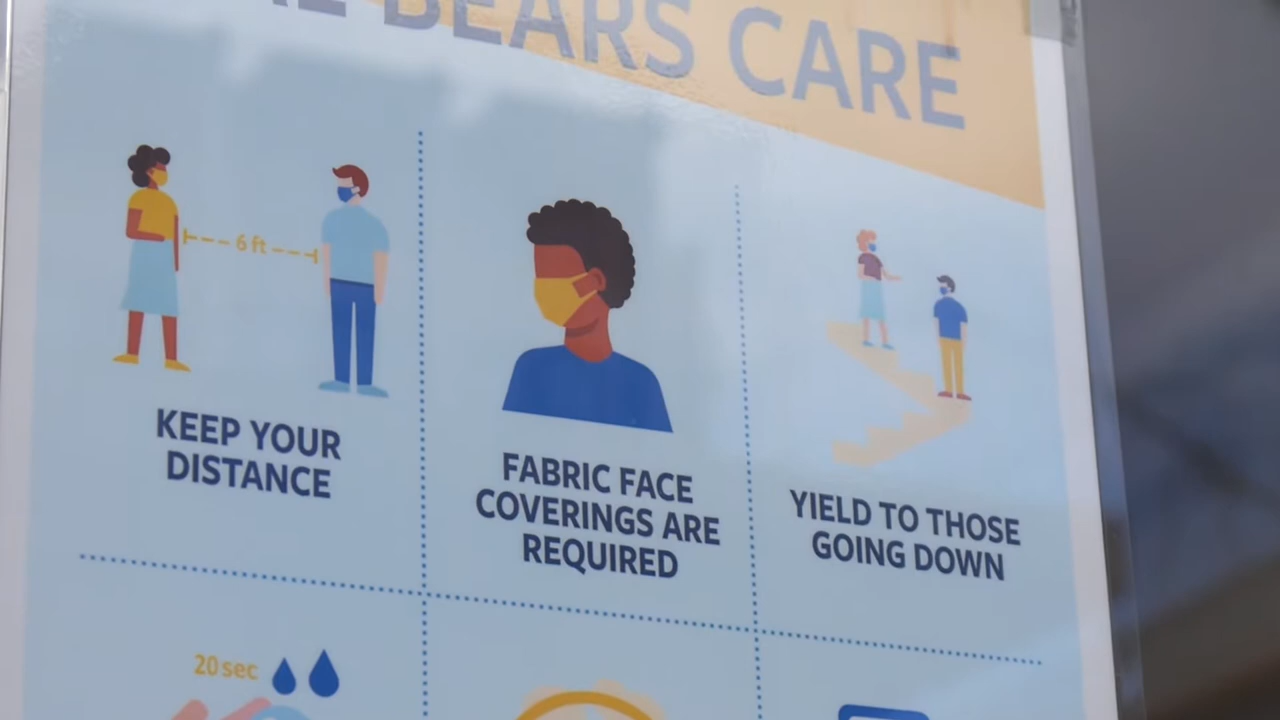 BEARS CARE
6 ft
KEEP YOUR
DISTANCE
FABRIC FACE
COVERINGS ARE
REQUIRED
YIELD TO THOSE
GOING DOWN
20 sec